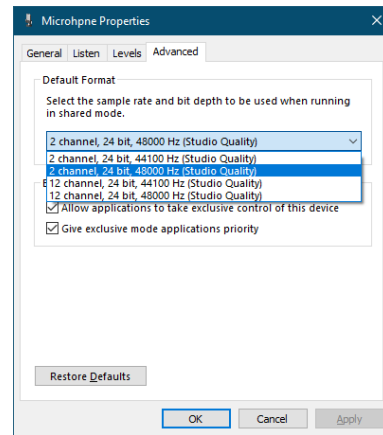 Microhpne Properties
General Listen Levels Advanced
Default Format
Select the sample rate and bit depth to be used when running
in shared mode.
2 channel, 24 bit, 48000 Hz (Studio Quality)
2 channel, 24 bit, 44100 Hz (Studio Quality)
2 channel, 24 bit, 48000 Hz (Studio Quality)
12 channel, 24 bit, 44100 Hz (Studio Quality)
12 channel, 24 bit, 48000 Hz (Studio Quality)
Allow applications to take exclusive control of this device
Give exclusive mode applications priority
Restore Defaults
OK Cancel Apply